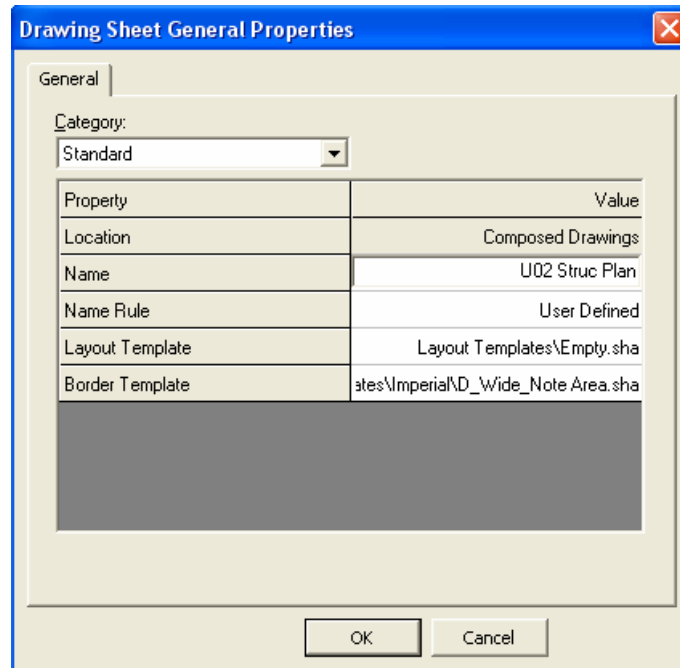 Drawing Sheet General Properties
General
Category:
Standard
Property Value
Location Composed Drawings
Name U02 Struc Plan
Name Rule User Defined
Layout Template Layout Templates\Empty.sha
Border Template ates\Imperial\D_Wide_Note Area.sha
OK Cancel